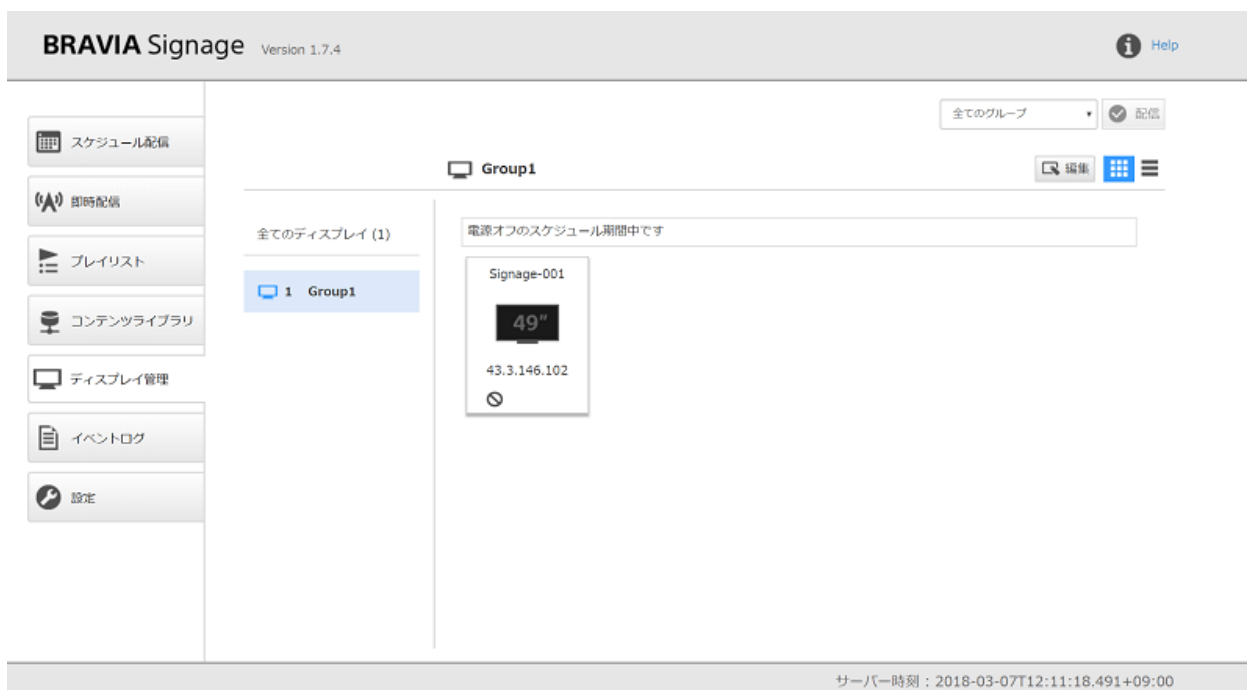 BRAVIA Signage Version 1.7.4
Help
スケジュール配信
即時配信
プレイリスト
コンテンツライブラリ
ディスプレイ管理
イベントログ
設定
全てのグループ
配信
Group1
編集
全てのディスプレイ (1)
1 Group1
電源オフのスケジュール期間中です
Signage-001
49"
43.3.146.102
サーバー時刻 : 2018-03-07T12:11:18.491+09:00